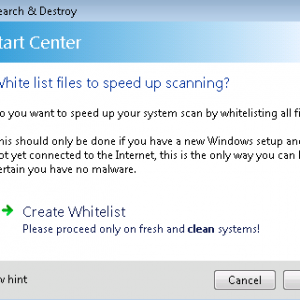 earch & Destroy
tart Center
White list files to speed up scanning?
o you want to speed up your system scan by whitelisting all fi
his should only be done if you have a new Windows setup and
ot yet connected to the Internet, this is the only way you can b
ertain you have no malware.
Create Whitelist
Please proceed only on fresh and clean systems!
w hint
Cancel